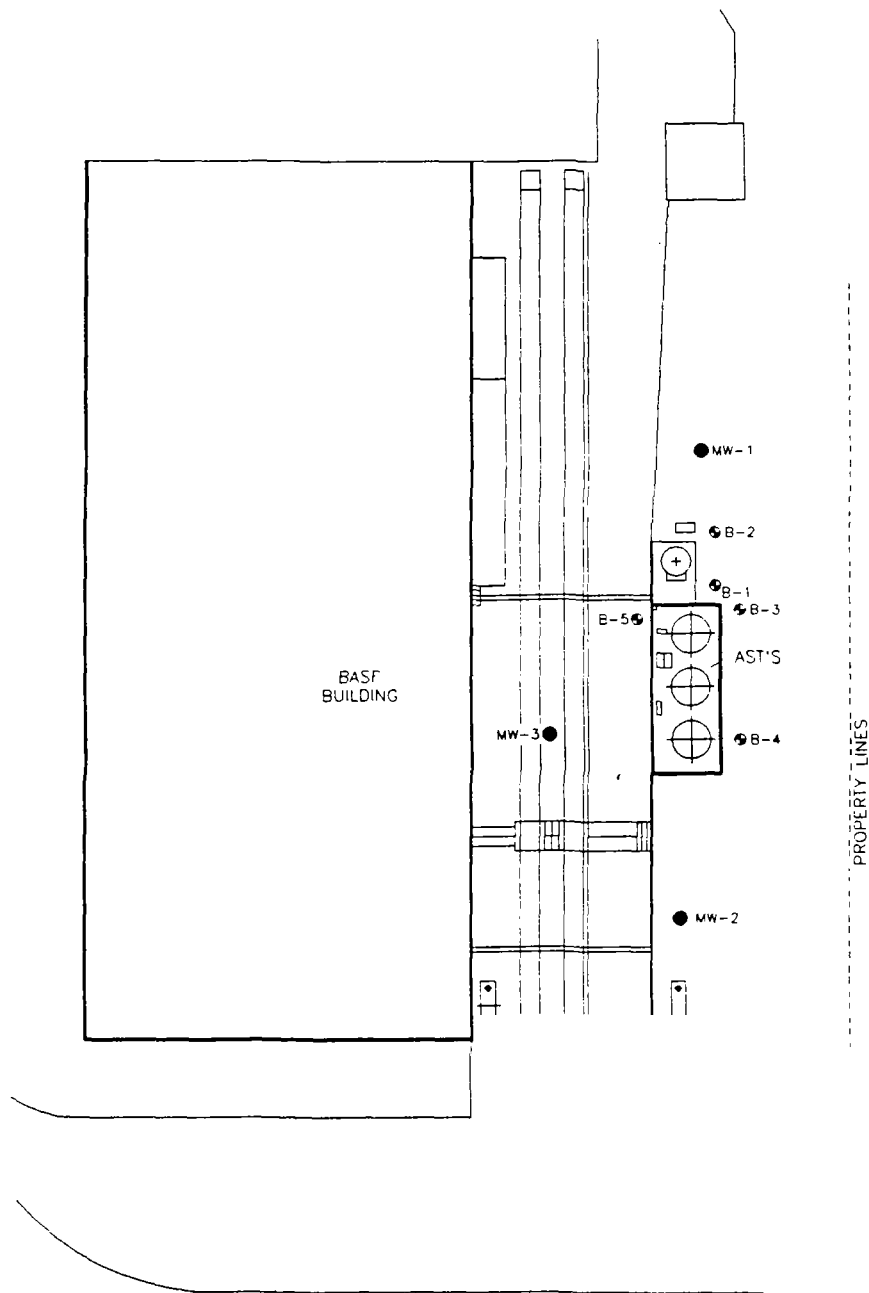 MW-1
B-2
B-1
B-3
B-5
AST'S
BASF
BUILDING
MW-3
B-4
PROPERTY LINES
MW-2